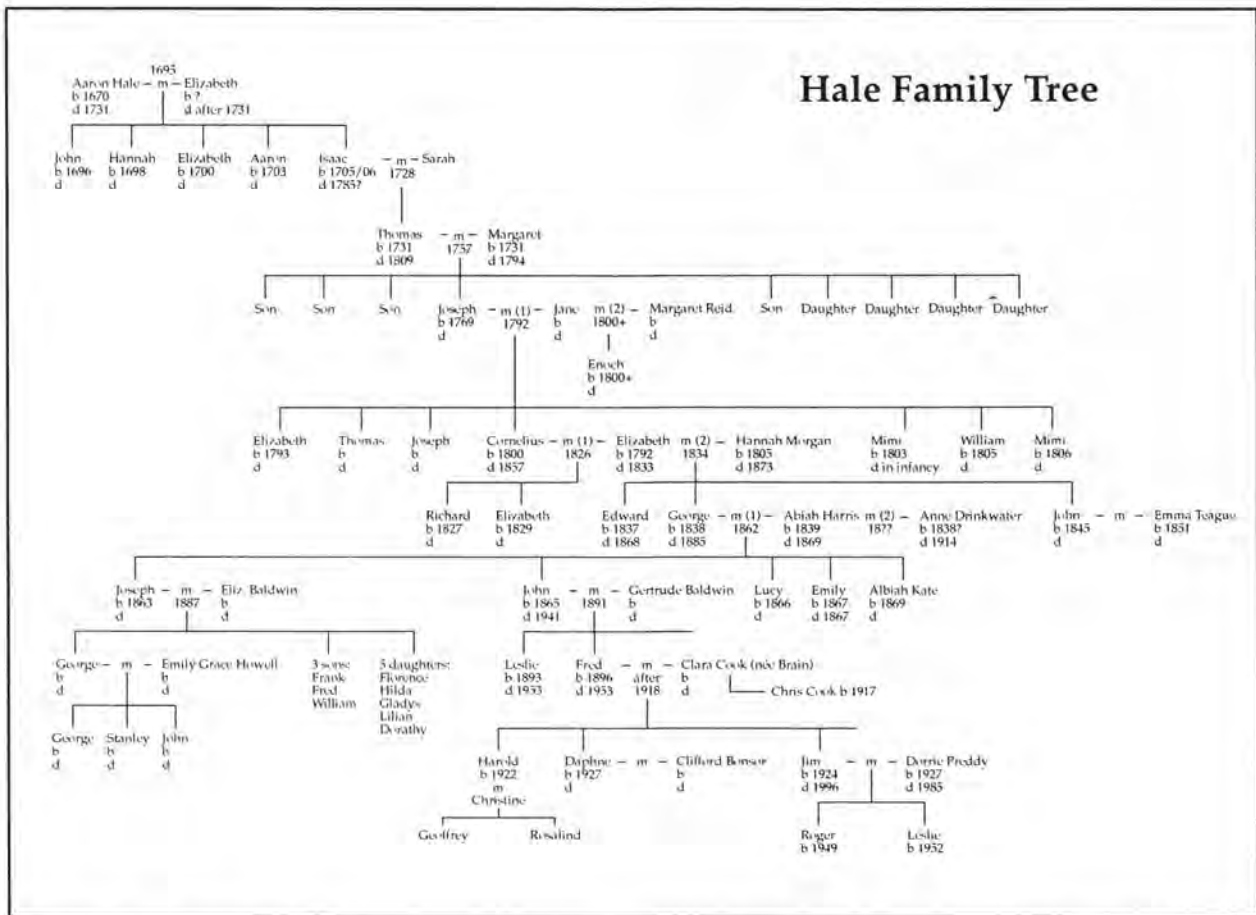 Hale Family Tree
1695
Aaron Hale – m – Elizabeth
b 1670 b ?
d 1731 d after 1731
John Hannah Elizabeth Aaron Isaac – m – Sarah
b 1696 b 1698 b 1700 b 1703 b 1705/06 1728
d d d d d 1785?
Thomas – m – Margaret
b 1731 1757 b 1731
d 1809 d 1794
Son Son Son Joseph – m (1) – Jane m (2) – Margaret Reid Son Daughter Daughter Daughter Daughter
b 1769 1792 b 1800+ b
d d d
Enoch
b 1800+
d
Elizabeth Thomas Joseph Cornelius – m (1) – Elizabeth m (2) – Hannah Morgan Mimi William Mimi
b 1793 b b b 1800 1826 b 1792 1834 b 1805 b 1803 b 1805 b 1806
d d d d 1857 d 1833 d 1873 d in infancy d d
Richard Elizabeth Edward George – m (1) – Abiah Harris m (2) – Anne Drinkwater John – m – Emma Teague
b 1827 b 1829 b 1837 b 1838 1862 b 1839 18?? b 1838? b 1845 b 1851
d d d 1868 d 1885 d 1869 d 1914 d d
Joseph – m – Eliz. Baldwin John – m – Gertrude Baldwin Lucy Emily Albiah Kate
b 1863 1887 b b 1865 1891 b b 1866 b 1867 b 1869
d d d 1941 d d d 1867 d
George – m – Emily Grace Howell 3 sons: 5 daughters: Leslie Fred – m – Clara Cook (née Brain)
b b Frank Florence b 1893 b 1896 after b
d d Fred Hilda d 1953 1918 d Chris Cook b 1917
William Gladys
Lilian
Dorathy
George Stanley John
b b b
d d d
Harold Daphne – m – Clifford Bonsor Jim – m – Dorrie Preddy
b 1922 b 1927 b b 1924 b 1927
m d d d 1996 d 1985
Christine
Geoffrey Rosalind Roger Leslie
b 1949 b 1952